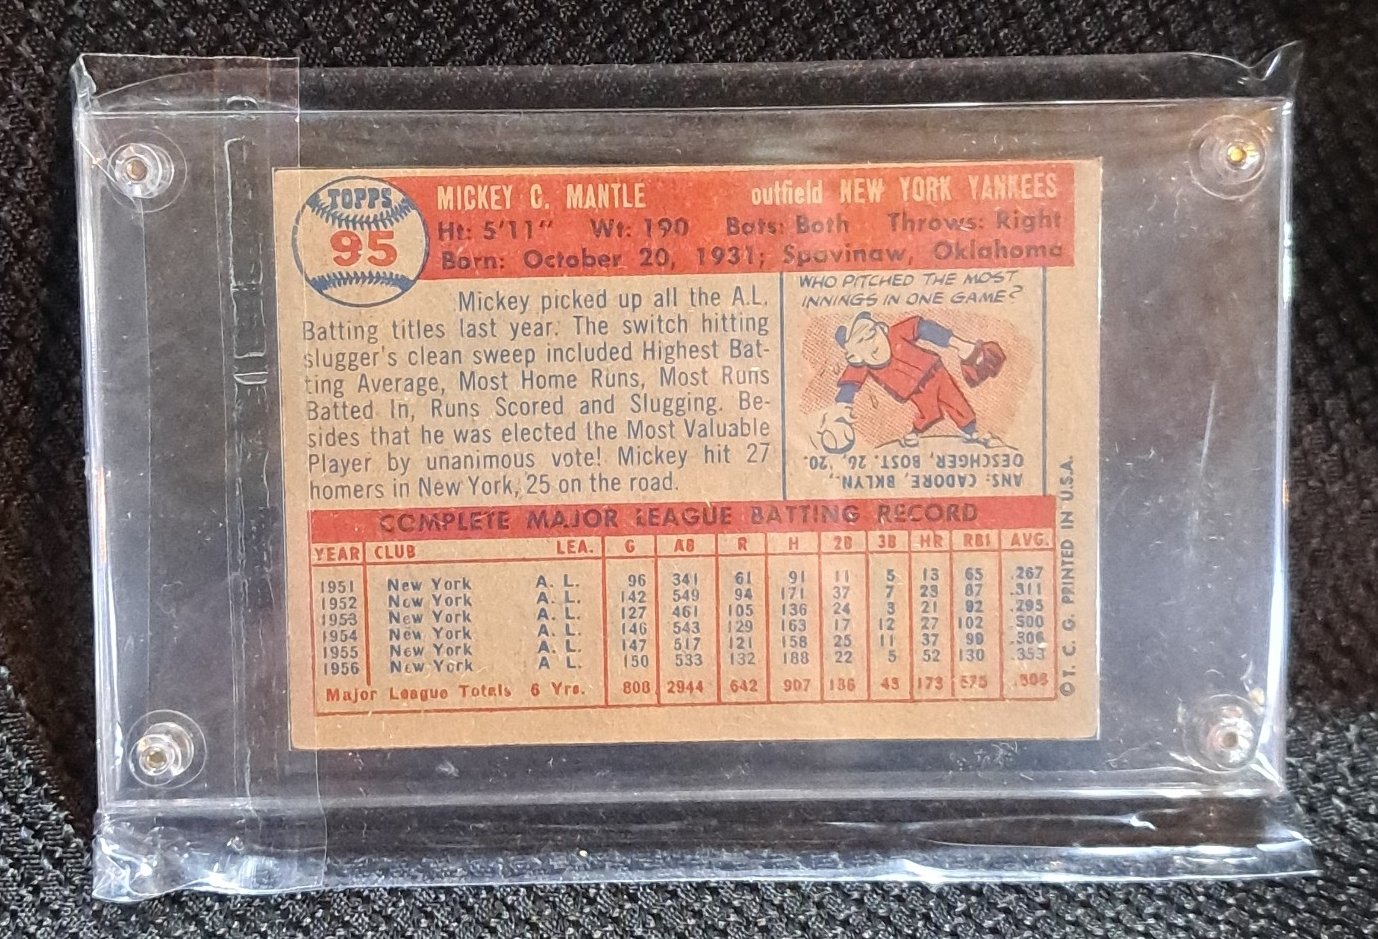 TOPPS
95
MICKEY C. MANTLE outfield NEW YORK YANKEES
Ht: 5'11" Wt: 190 Bats: Both Throws: Right
Born: October 20, 1931; Spavinaw, Oklahoma
Mickey picked up all the A.L.
Batting titles last year. The switch hitting
slugger's clean sweep included Highest Bat-
ting Average, Most Home Runs, Most Runs
Batted In, Runs Scored and Slugging. Be-
sides that he was elected the Most Valuable
Player by unanimous vote! Mickey hit 27
homers in New York, 25 on the road.
WHO PITCHED THE MOST
INNINGS IN ONE GAME?
ANS: CADORE, BKLYN.,
OESCHGER, BOST. 26, '20.
COMPLETE MAJOR LEAGUE BATTING RECORD
YEAR CLUB LEA. G AB R H 2B 3B HR RBI AVG.
1951 New York A. L. 96 341 61 91 11 5 13 65 .267
1952 New York A. L. 142 549 94 171 37 7 23 87 .311
1953 New York A. L. 127 461 105 136 24 3 21 92 .295
1954 New York A. L. 146 543 129 163 17 12 27 102 .300
1955 New York A. L. 147 517 121 158 25 11 37 99 .306
1956 New York A L. 150 533 132 188 22 5 52 130 .353
Major League Totals 6 Yrs. 808 2944 642 907 136 43 173 575 .308
© T. C. G. PRINTED IN U.S.A.